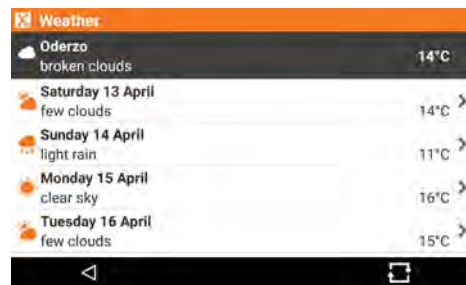 Weather
Oderzo
14°C
broken clouds
Saturday 13 April
few clouds
14°C
Sunday 14 April
light rain
11°C
Monday 15 April
clear sky
16°C
Tuesday 16 April
few clouds
15°C